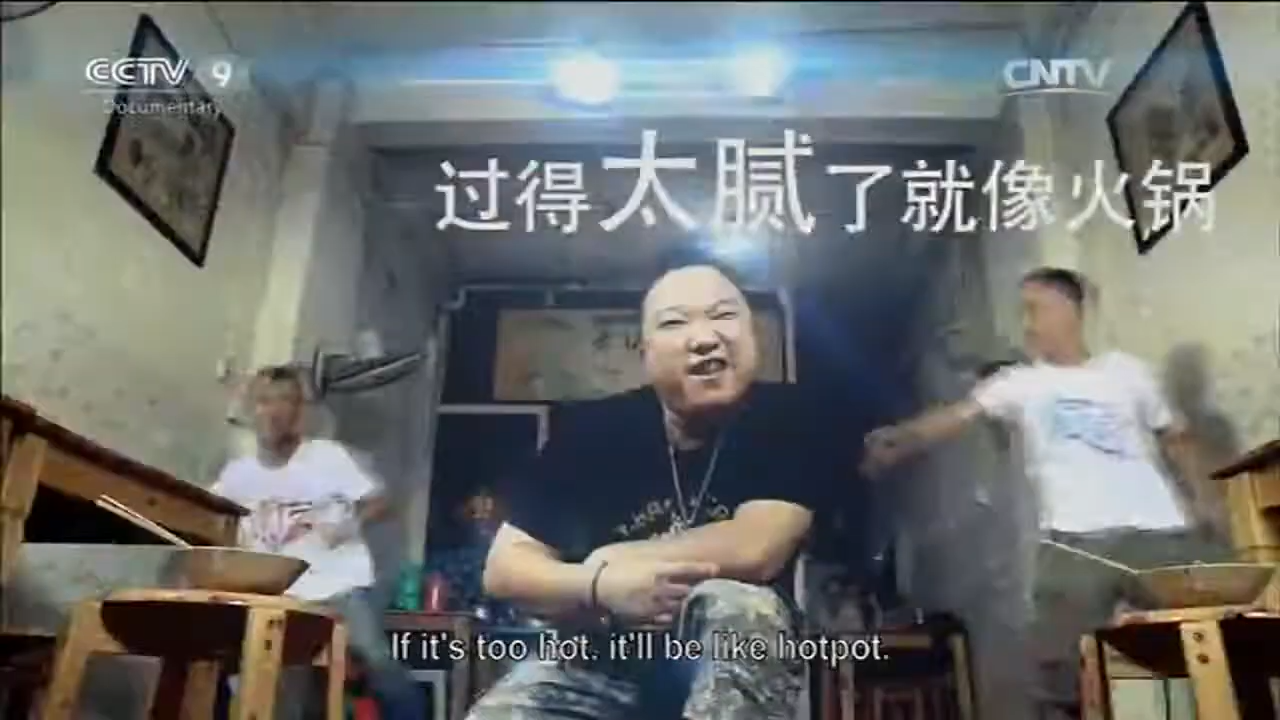 CCTV 9
Documentary
CNTV
过得太腻了就像火锅
If it's too hot. it'll be like hotpot.